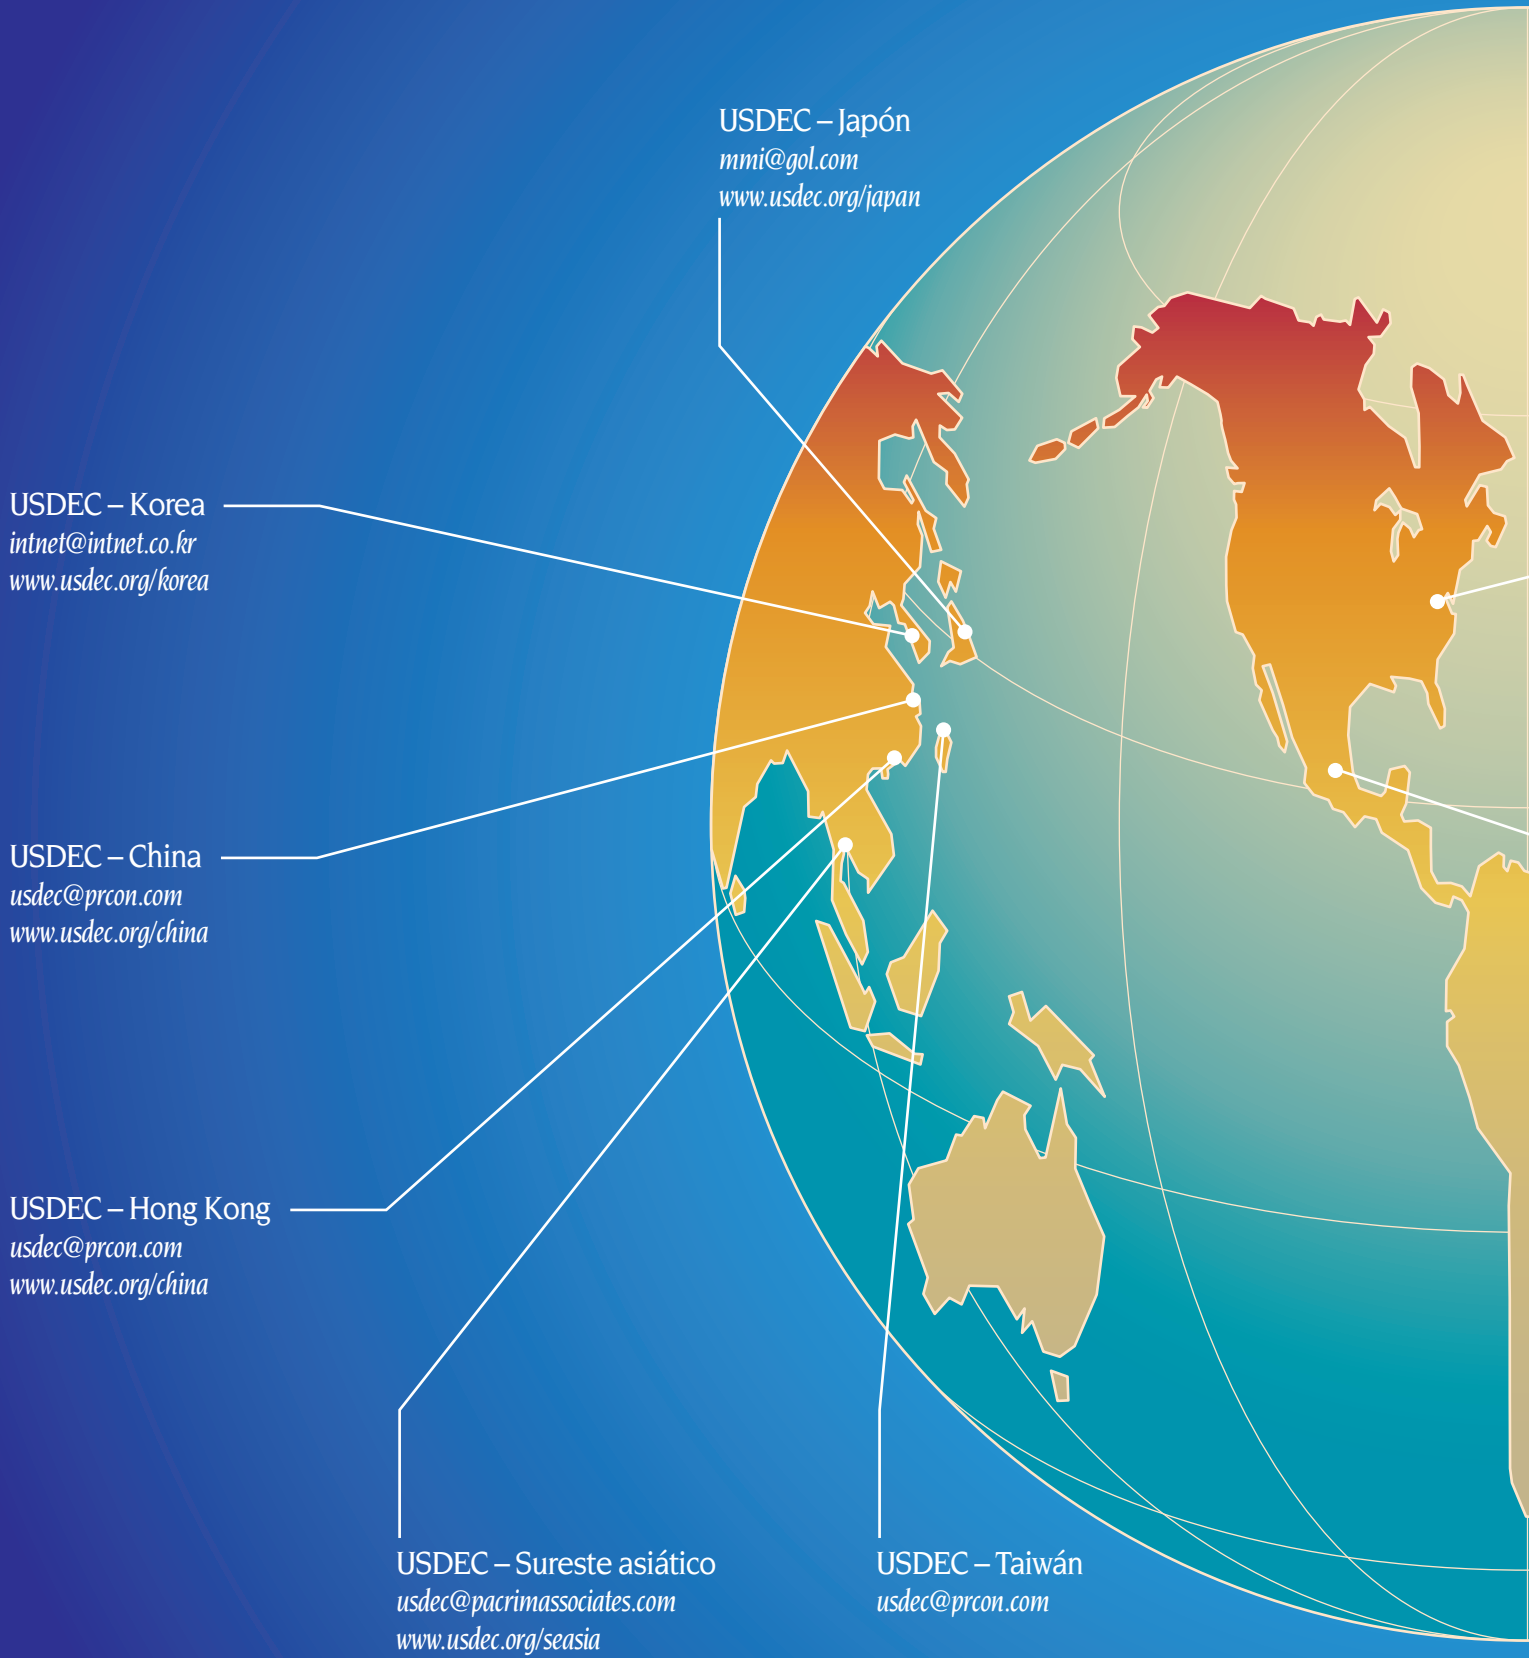 USDEC – Japón
mmi@gol.com
www.usdec.org/japan
USDEC – Korea
intnet@intnet.co.kr
www.usdec.org/korea
USDEC – China
usdec@prcon.com
www.usdec.org/china
USDEC – Hong Kong
usdec@prcon.com
www.usdec.org/china
USDEC – Sureste asiático
usdec@pacrimassociates.com
www.usdec.org/seasia
USDEC – Taiwán
usdec@prcon.com